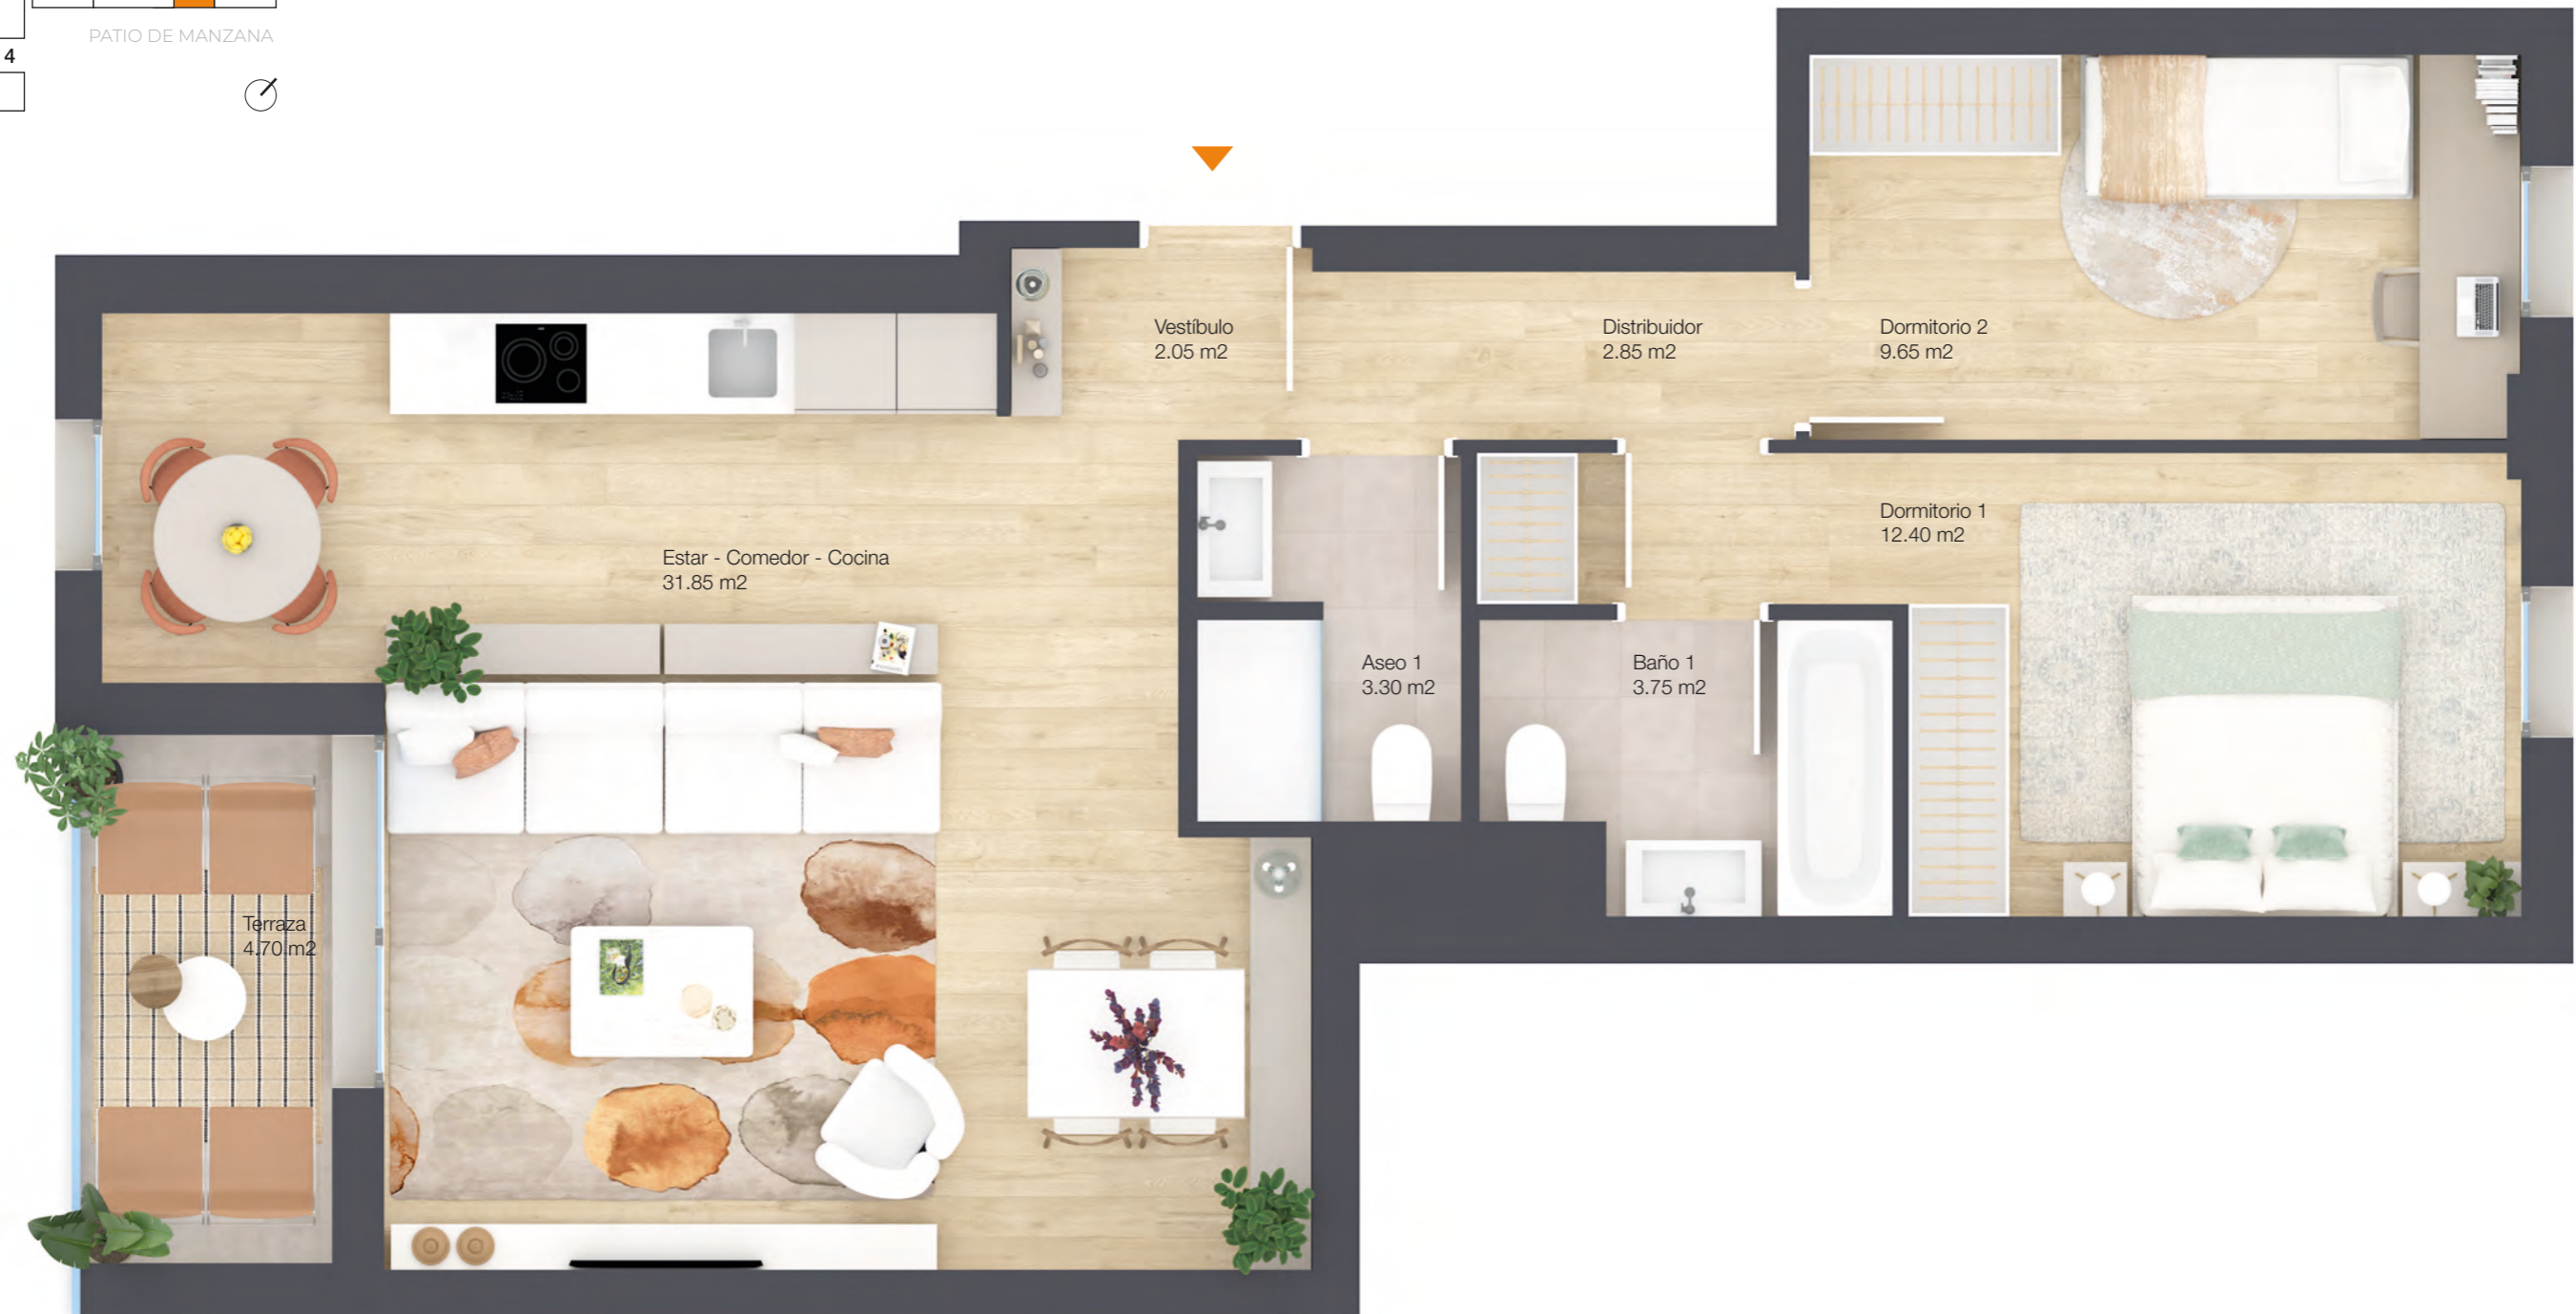 PATIO DE MANZANA
4
Vestíbulo
2.05 m2
Distribuidor
2.85 m2
Dormitorio 2
9.65 m2
Dormitorio 1
12.40 m2
Estar - Comedor - Cocina
31.85 m2
Aseo 1
3.30 m2
Baño 1
3.75 m2
Terraza
4.70 m2